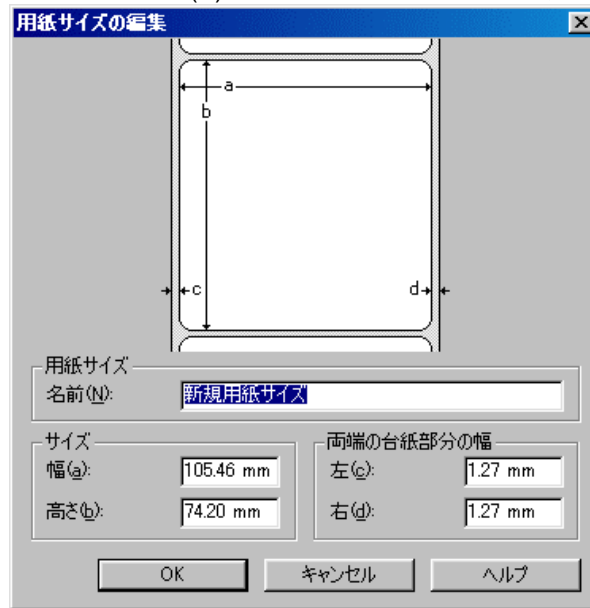 用紙サイズの編集
a
b
c
d
用紙サイズ
名前(N):
新規用紙サイズ
サイズ
幅(a):
105.46 mm
高さ(b):
74.20 mm
両端の台紙部分の幅
左(c):
1.27 mm
右(d):
1.27 mm
OK
キャンセル
ヘルプ